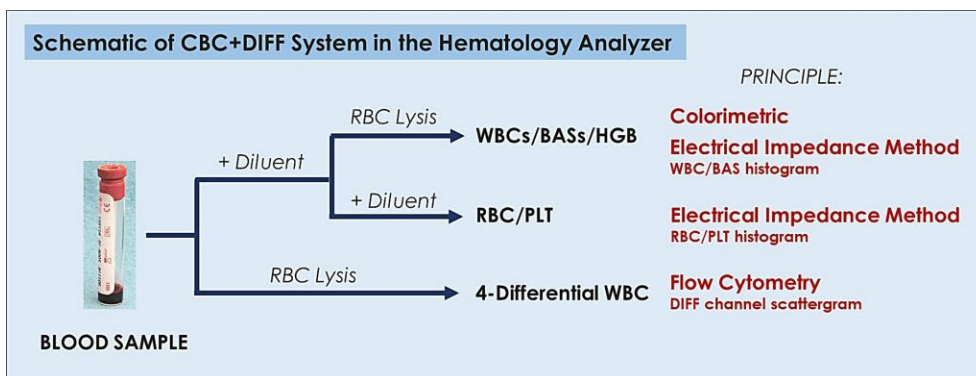 Schematic of CBC+DIFF System in the Hematology Analyzer
PRINCIPLE:
RBC Lysis
WBCs/BASs/HGB
Colorimetric
Electrical Impedance Method
WBC/BAS histogram
+ Diluent
+ Diluent
RBC/PLT
Electrical Impedance Method
RBC/PLT histogram
RBC Lysis
4-Differential WBC
Flow Cytometry
DIFF channel scattergram
BLOOD SAMPLE